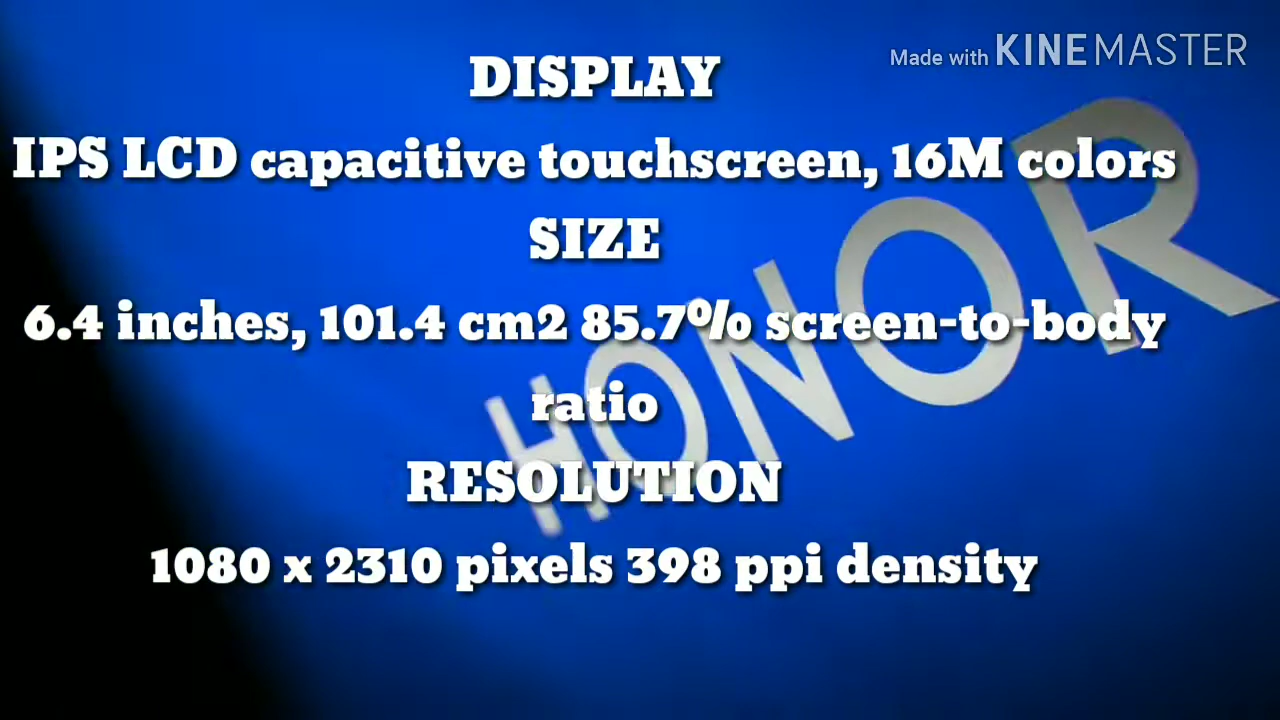 Made with KINEMASTER
DISPLAY
IPS LCD capacitive touchscreen, 16M colors
SIZE
6.4 inches, 101.4 cm2 85.7% screen-to-body
ratio
RESOLUTION
1080 x 2310 pixels 398 ppi density
HONOR